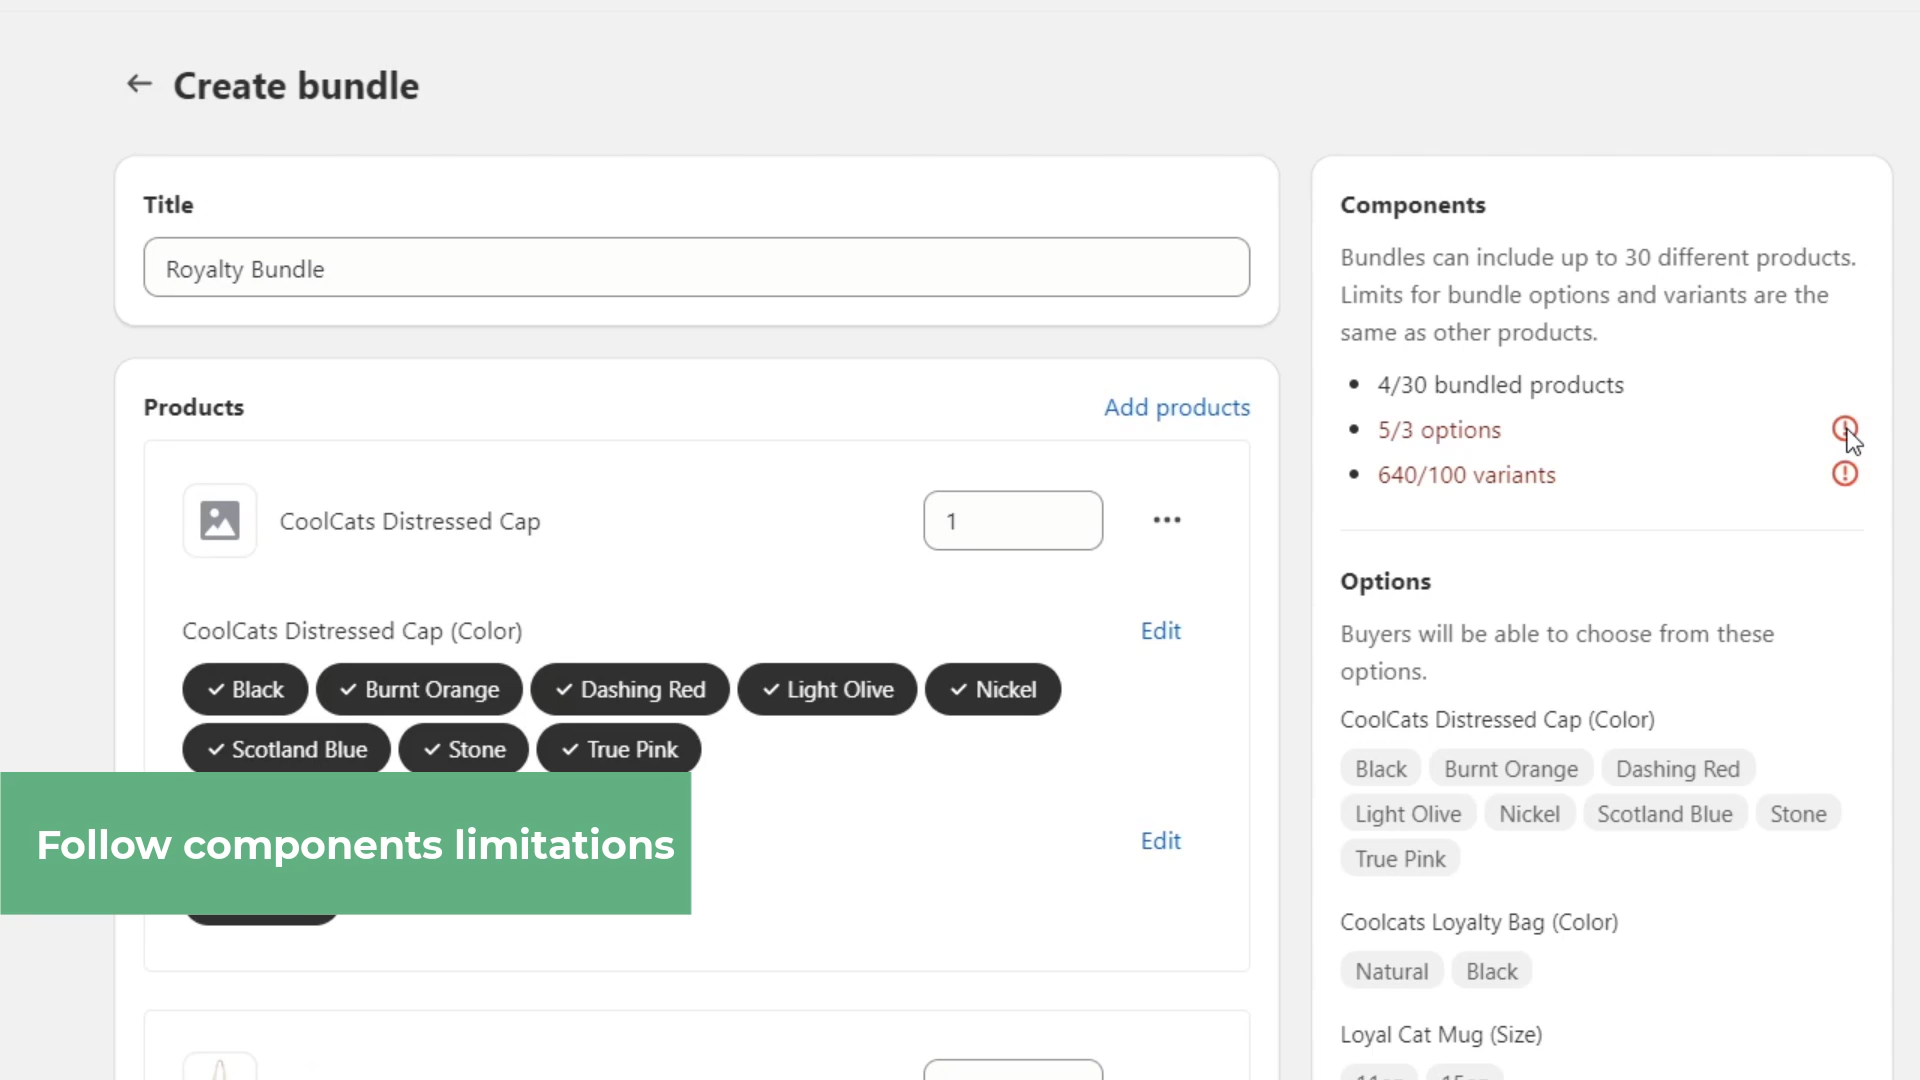 Create bundle
Title
Royalty Bundle
Products
Add products
CoolCats Distressed Cap
1
CoolCats Distressed Cap (Color)
Edit
Black
Burnt Orange
Dashing Red
Light Olive
Nickel
Scotland Blue
Stone
True Pink
Follow components limitations
Edit
Components
Bundles can include up to 30 different products.
Limits for bundle options and variants are the
same as other products.
4/30 bundled products
5/3 options
640/100 variants
Options
Buyers will be able to choose from these
options.
CoolCats Distressed Cap (Color)
Black
Burnt Orange
Dashing Red
Light Olive
Nickel
Scotland Blue
Stone
True Pink
Coolcats Loyalty Bag (Color)
Natural
Black
Loyal Cat Mug (Size)